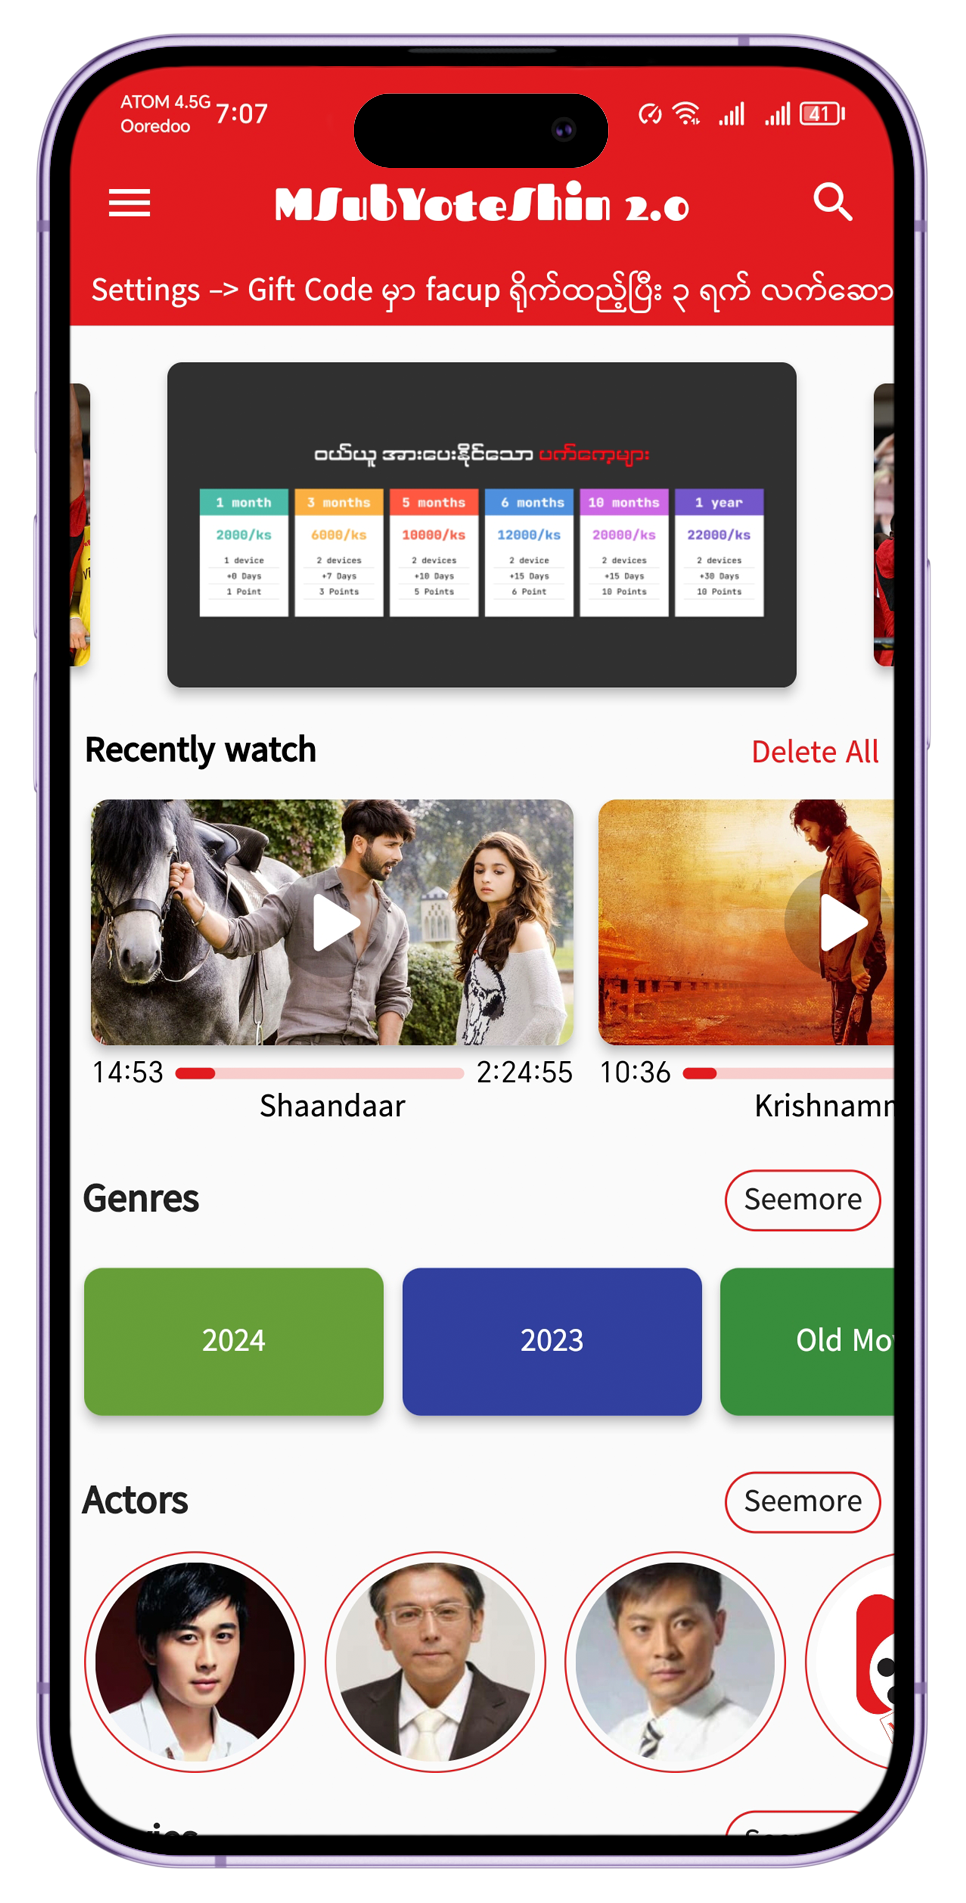 ATOM 4.5G
Ooredoo
7:07
41
MSubYoteShin 2.0
Settings –> Gift Code မှာ facup ရိုက်ထည့်ပြီး ၃ ရက် လက်ဆော
ဝယ်ယူ အားပေးနိုင်သော ပက်ကေ့များ
1 month 3 months 5 months 6 months 10 months 1 year
2000/ks 6000/ks 10000/ks 12000/ks 20000/ks 22000/ks
1 device 2 devices 2 devices 2 devices 2 devices 2 devices
+0 Days +7 Days +10 Days +15 Days +15 Days +30 Days
1 Point 3 Points 5 Points 6 Point 10 Points 10 Points
Recently watch Delete All
14:53 2:24:55 10:36
Shaandaar Krishnamr
Genres Seemore
2024 2023 Old Mov
Actors Seemore